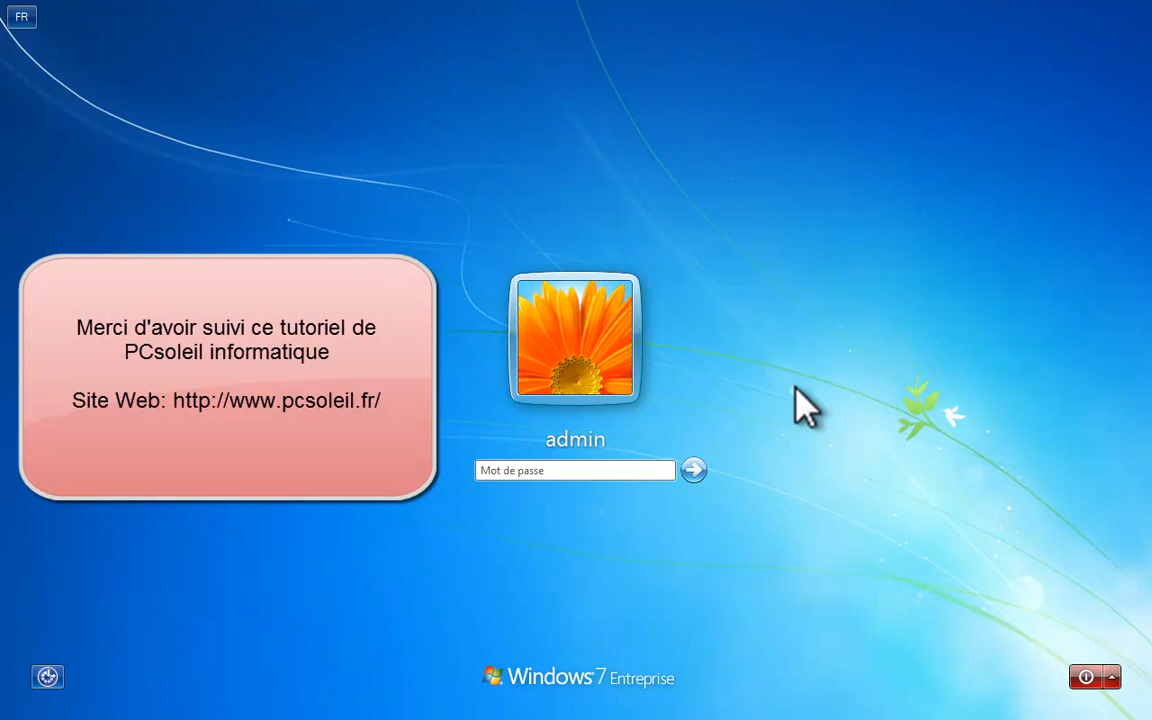 FR
Merci d'avoir suivi ce tutoriel de
PCsoleil informatique
Site Web: http://www.pcsoleil.fr/
admin
Mot de passe
Windows 7 Entreprise